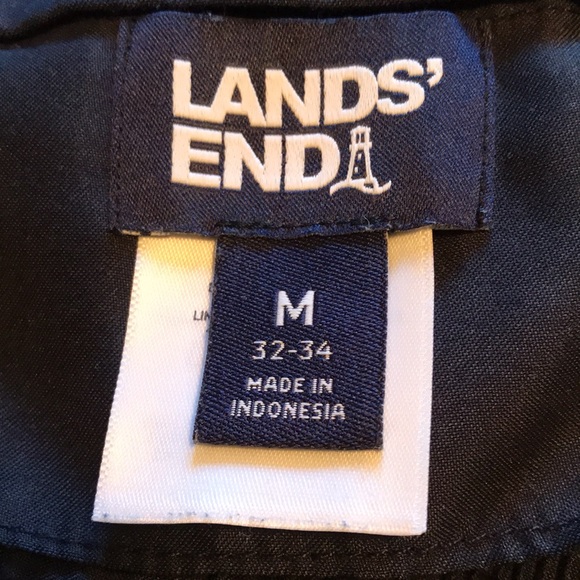 LANDS'
END
M
32-34
MADE IN
INDONESIA